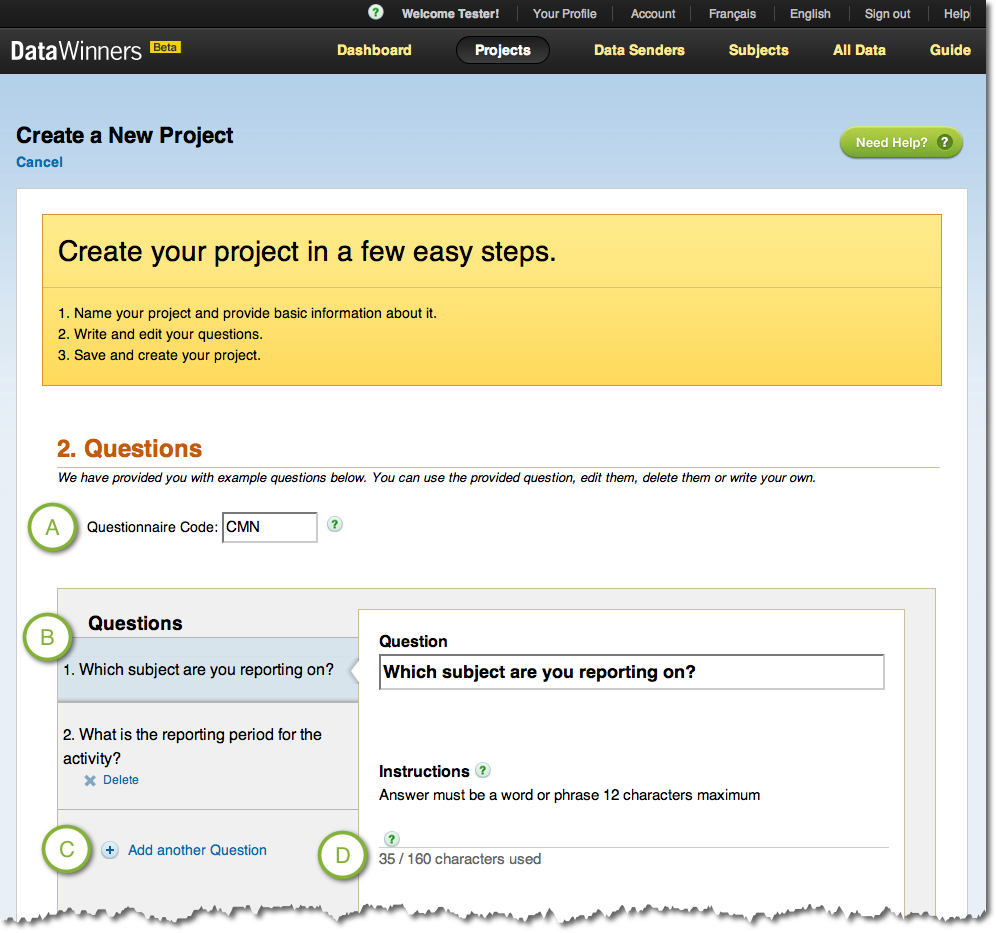 ? Welcome Tester! Your Profile Account Français English Sign out Help
DataWinners Beta Dashboard Projects Data Senders Subjects All Data Guide
Create a New Project
Cancel
Need Help? ?
Create your project in a few easy steps.
1. Name your project and provide basic information about it.
2. Write and edit your questions.
3. Save and create your project.
2. Questions
We have provided you with example questions below. You can use the provided question, edit them, delete them or write your own.
A Questionnaire Code: CMN ?
B Questions
1. Which subject are you reporting on?
2. What is the reporting period for the
activity?
Delete
C + Add another Question
Question
Which subject are you reporting on?
Instructions ?
Answer must be a word or phrase 12 characters maximum
?
D 35 / 160 characters used